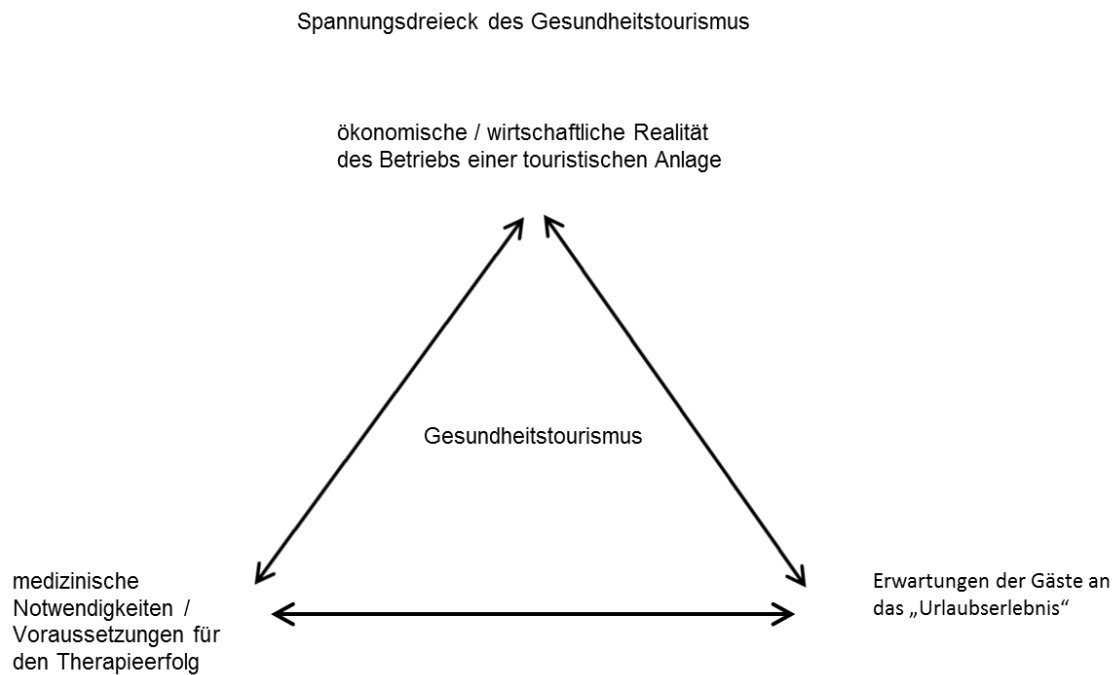 Spannungsdreieck des Gesundheitstourismus
ökonomische / wirtschaftliche Realität
des Betriebs einer touristischen Anlage
Gesundheitstourismus
medizinische
Notwendigkeiten /
Voraussetzungen für
den Therapieerfolg
Erwartungen der Gäste an
das „Urlaubserlebnis“